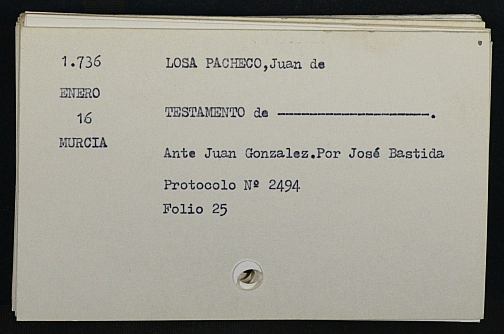 1.736 LOSA PACHECO,Juan de
ENERO
16 TESTAMENTO de ------------------------.
MURCIA
Ante Juan Gonzalez.Por José Bastida
Protocolo Nº 2494
Folio 25